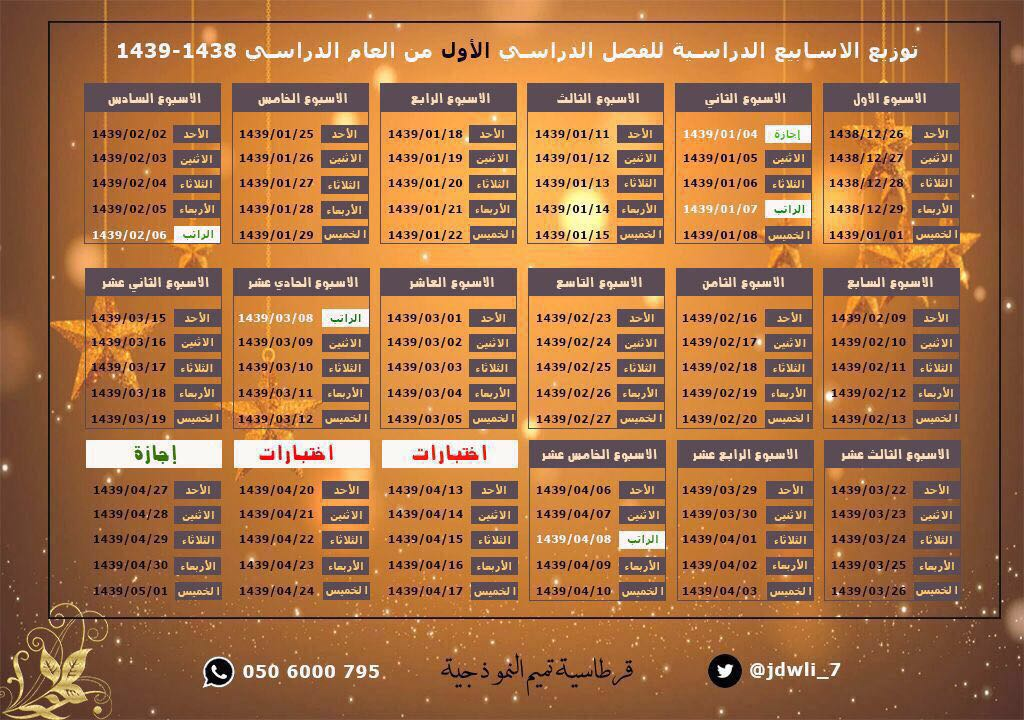 توزيع الاسابيع الدراسية للفصل الدراسي الأول من العام الدراسي 1438-1439
الاسبوع الاول
الأحد 1438/12/26
الاثنين 1438/12/27
الثلاثاء 1438/12/28
الأربعاء 1438/12/29
الخميس 1439/01/01
الاسبوع الثاني
إجازة 1439/01/04
الاثنين 1439/01/05
الثلاثاء 1439/01/06
الراتب 1439/01/07
الخميس 1439/01/08
الاسبوع الثالث
الأحد 1439/01/11
الاثنين 1439/01/12
الثلاثاء 1439/01/13
الأربعاء 1439/01/14
الخميس 1439/01/15
الاسبوع الرابع
الأحد 1439/01/18
الاثنين 1439/01/19
الثلاثاء 1439/01/20
الأربعاء 1439/01/21
الخميس 1439/01/22
الاسبوع الخامس
الأحد 1439/01/25
الاثنين 1439/01/26
الثلاثاء 1439/01/27
الأربعاء 1439/01/28
الخميس 1439/01/29
الاسبوع السادس
الأحد 1439/02/02
الاثنين 1439/02/03
الثلاثاء 1439/02/04
الأربعاء 1439/02/05
الراتب 1439/02/06
الاسبوع السابع
الأحد 1439/02/09
الاثنين 1439/02/10
الثلاثاء 1439/02/11
الأربعاء 1439/02/12
الخميس 1439/02/13
الاسبوع الثامن
الأحد 1439/02/16
الاثنين 1439/02/17
الثلاثاء 1439/02/18
الأربعاء 1439/02/19
الخميس 1439/02/20
الاسبوع التاسع
الأحد 1439/02/23
الاثنين 1439/02/24
الثلاثاء 1439/02/25
الأربعاء 1439/02/26
الخميس 1439/02/27
الاسبوع العاشر
الأحد 1439/03/01
الاثنين 1439/03/02
الثلاثاء 1439/03/03
الأربعاء 1439/03/04
الخميس 1439/03/05
الاسبوع الحادي عشر
الراتب 1439/03/08
الاثنين 1439/03/09
الثلاثاء 1439/03/10
الأربعاء 1439/03/11
الخميس 1439/03/12
الاسبوع الثاني عشر
الأحد 1439/03/15
الاثنين 1439/03/16
الثلاثاء 1439/03/17
الأربعاء 1439/03/18
الخميس 1439/03/19
الاسبوع الثالث عشر
الأحد 1439/03/22
الاثنين 1439/03/23
الثلاثاء 1439/03/24
الأربعاء 1439/03/25
الخميس 1439/03/26
الاسبوع الرابع عشر
الأحد 1439/03/29
الاثنين 1439/03/30
الثلاثاء 1439/04/01
الأربعاء 1439/04/02
الخميس 1439/04/03
الاسبوع الخامس عشر
الأحد 1439/04/06
الاثنين 1439/04/07
الراتب 1439/04/08
الأربعاء 1439/04/09
الخميس 1439/04/10
اختبارات
الأحد 1439/04/13
الاثنين 1439/04/14
الثلاثاء 1439/04/15
الأربعاء 1439/04/16
الخميس 1439/04/17
اختبارات
الأحد 1439/04/20
الاثنين 1439/04/21
الثلاثاء 1439/04/22
الأربعاء 1439/04/23
الخميس 1439/04/24
إجازة
الأحد 1439/04/27
الاثنين 1439/04/28
الثلاثاء 1439/04/29
الأربعاء 1439/04/30
الخميس 1439/05/01
@jdwli_7
قرطاسية تميم النموذجية
050 6000 795